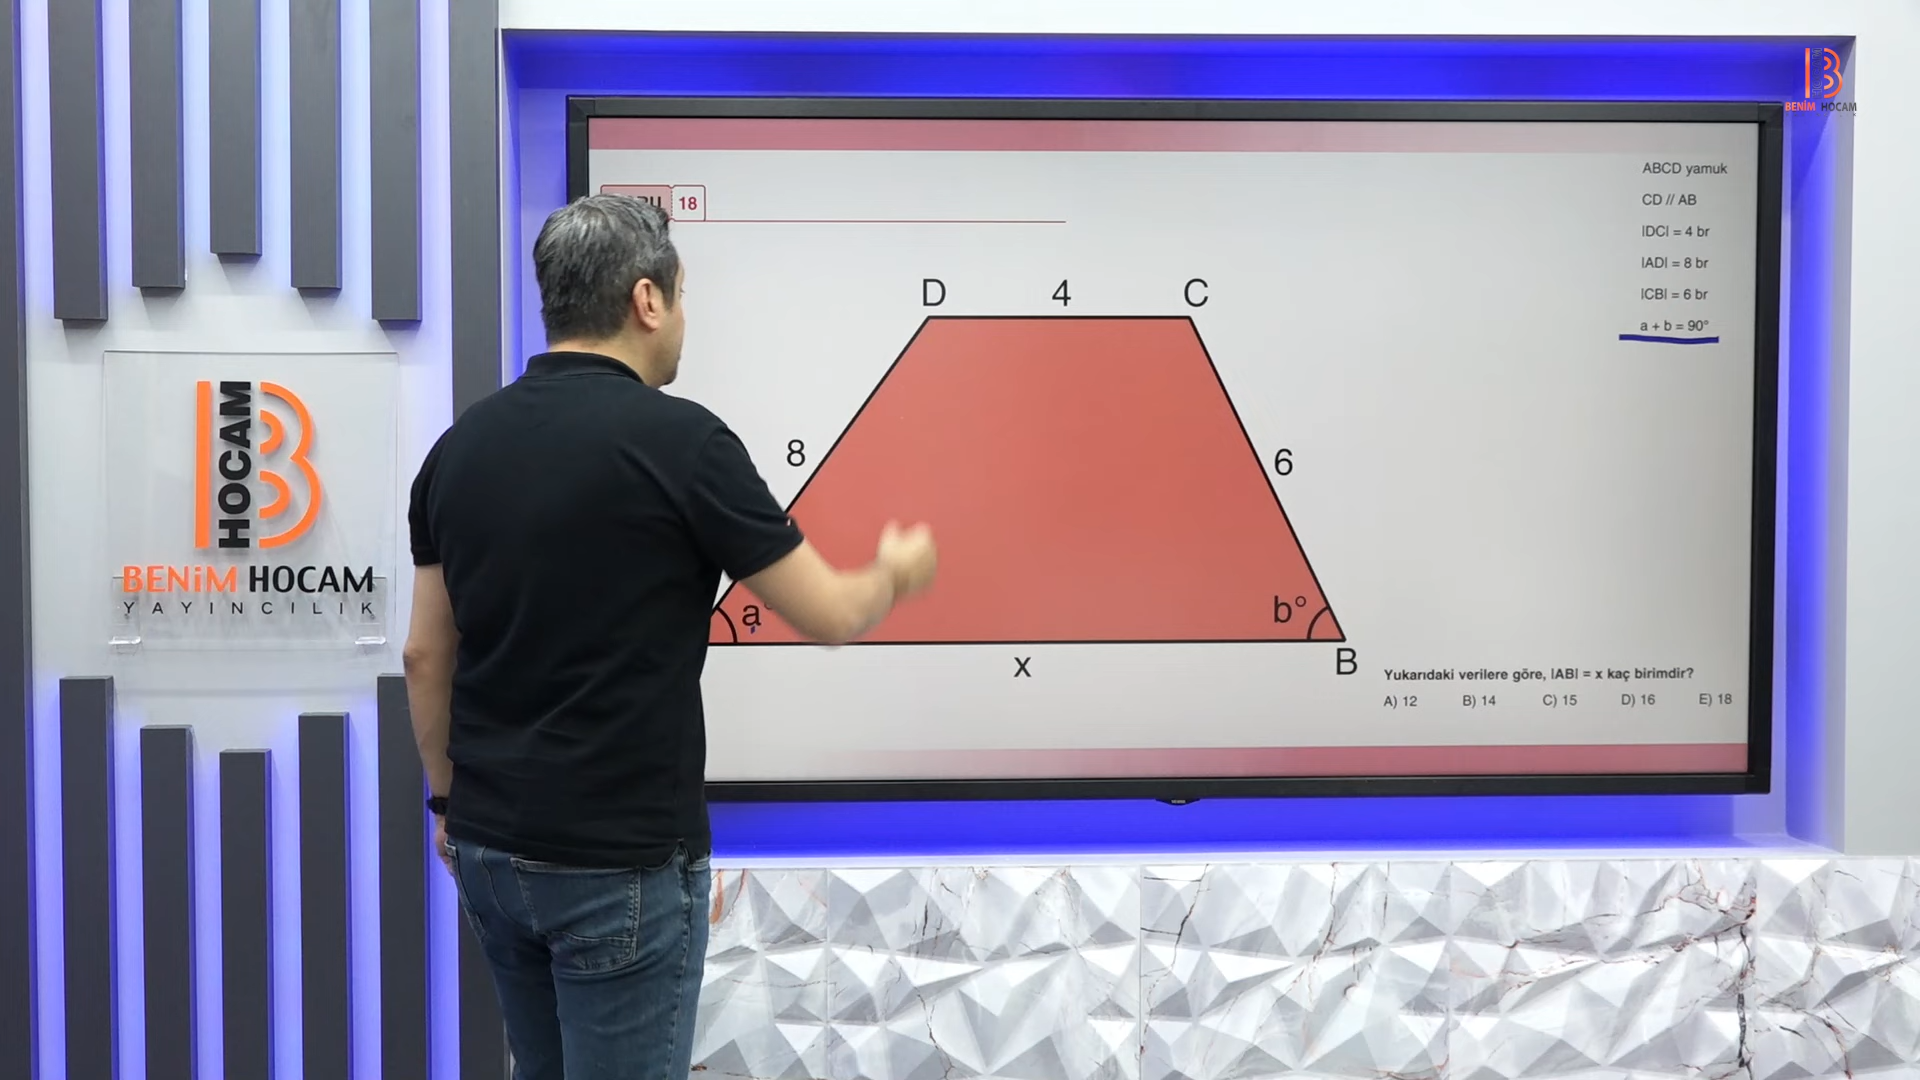 BENİM HOCAM
18
ABCD yamuk
CD // AB
|DC| = 4 br
|AD| = 8 br
|CB| = 6 br
a + b = 90°
D 4 C
8
6
a°
b°
x
B
Yukarıdaki verilere göre, |AB| = x kaç birimdir?
A) 12 B) 14 C) 15 D) 16 E) 18
HOCAM
BENİM HOCAM
YAYINCILIK